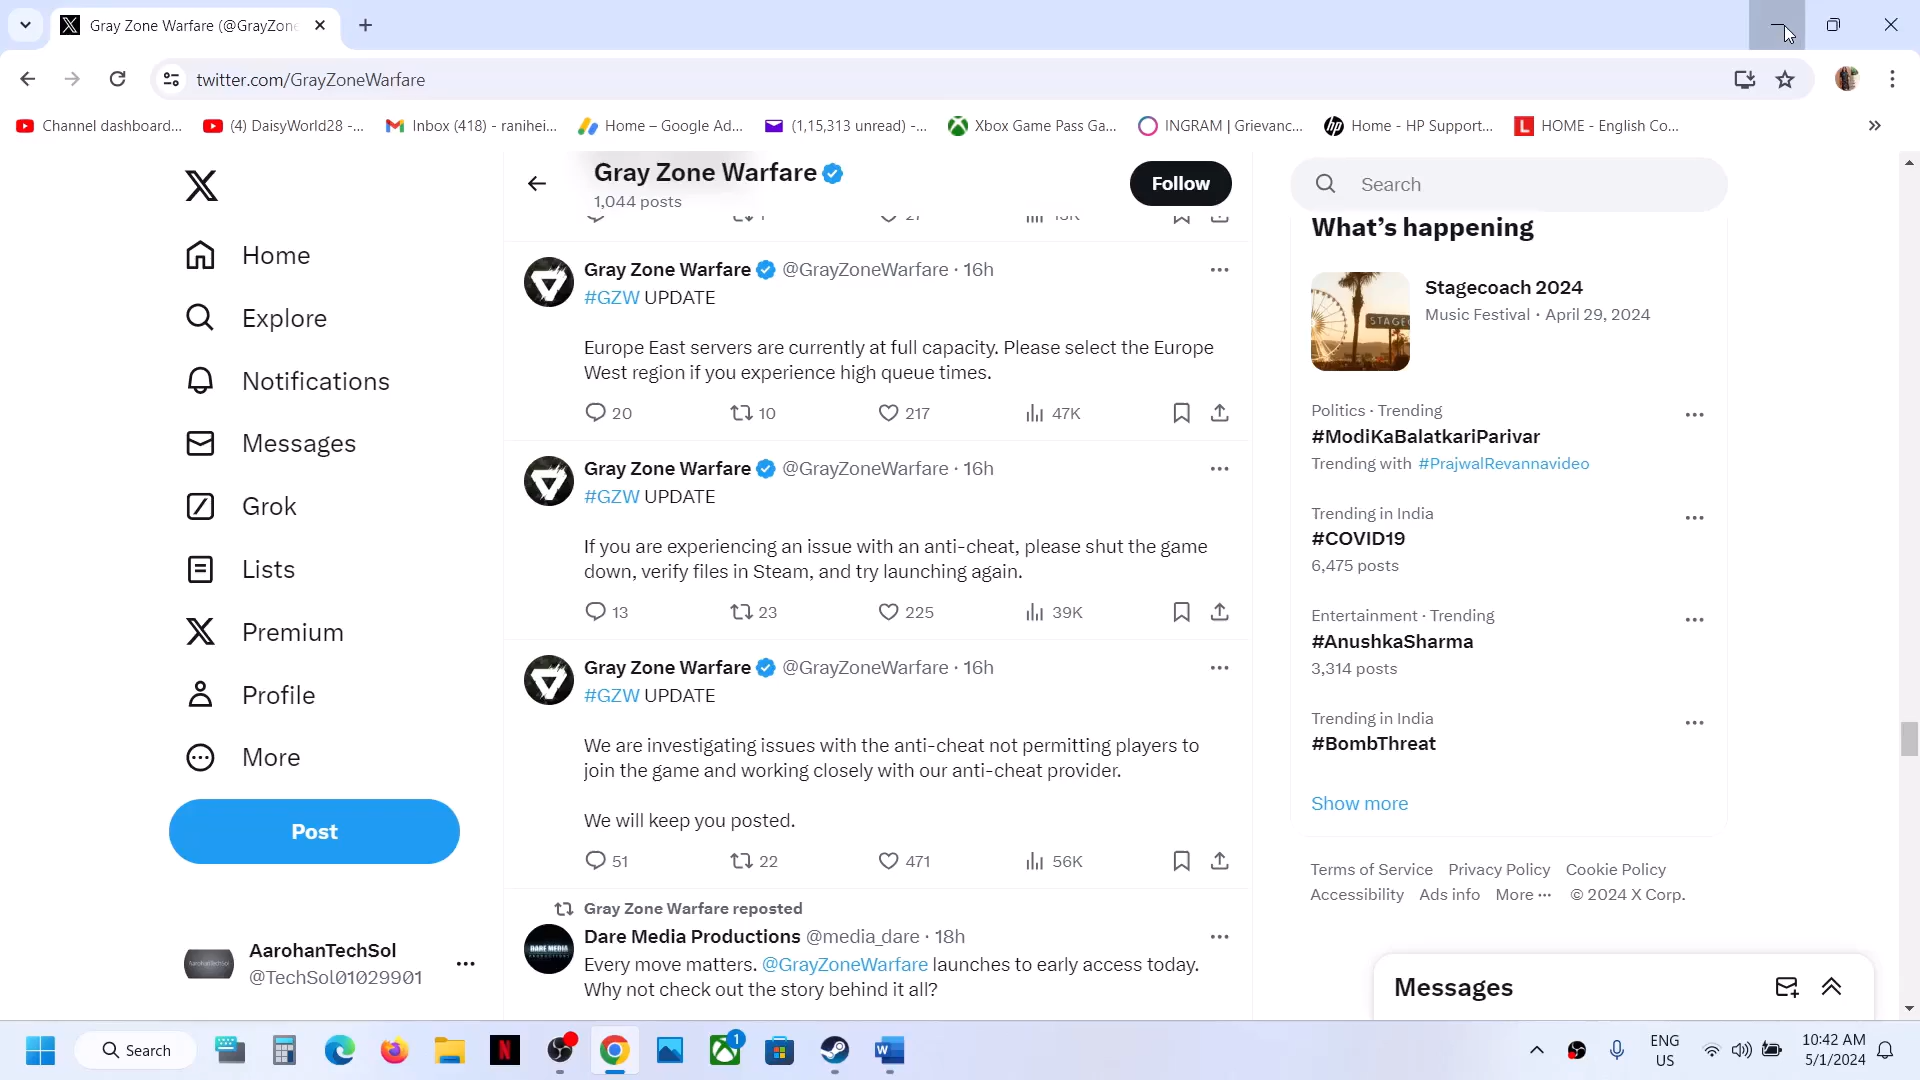 Gray Zone Warfare (@GrayZone
twitter.com/GrayZoneWarfare
Channel dashboard...
(4) DaisyWorld28 -...
Inbox (418) - ranihei...
Home – Google Ad...
(1,15,313 unread) -...
Xbox Game Pass Ga...
INGRAM | Grievanc...
Home - HP Support...
HOME - English Co...
Home
Explore
Notifications
Messages
Grok
Lists
Premium
Profile
More
Post
AarohanTechSol
@TechSol01029901
Gray Zone Warfare
1,044 posts
Follow
Gray Zone Warfare @GrayZoneWarfare · 16h
#GZW UPDATE
Europe East servers are currently at full capacity. Please select the Europe
West region if you experience high queue times.
20 10 217 47K
Gray Zone Warfare @GrayZoneWarfare · 16h
#GZW UPDATE
If you are experiencing an issue with an anti-cheat, please shut the game
down, verify files in Steam, and try launching again.
13 23 225 39K
Gray Zone Warfare @GrayZoneWarfare · 16h
#GZW UPDATE
We are investigating issues with the anti-cheat not permitting players to
join the game and working closely with our anti-cheat provider.
We will keep you posted.
51 22 471 56K
Gray Zone Warfare reposted
Dare Media Productions @media_dare · 18h
Every move matters. @GrayZoneWarfare launches to early access today.
Why not check out the story behind it all?
Search
What's happening
Stagecoach 2024
Music Festival · April 29, 2024
Politics · Trending
#ModiKaBalatkariParivar
Trending with #PrajwalRevannavideo
Trending in India
#COVID19
6,475 posts
Entertainment · Trending
#AnushkaSharma
3,314 posts
Trending in India
#BombThreat
Show more
Terms of Service Privacy Policy Cookie Policy
Accessibility Ads info More ··· © 2024 X Corp.
Messages
Search
1
ENG
US
10:42 AM
5/1/2024